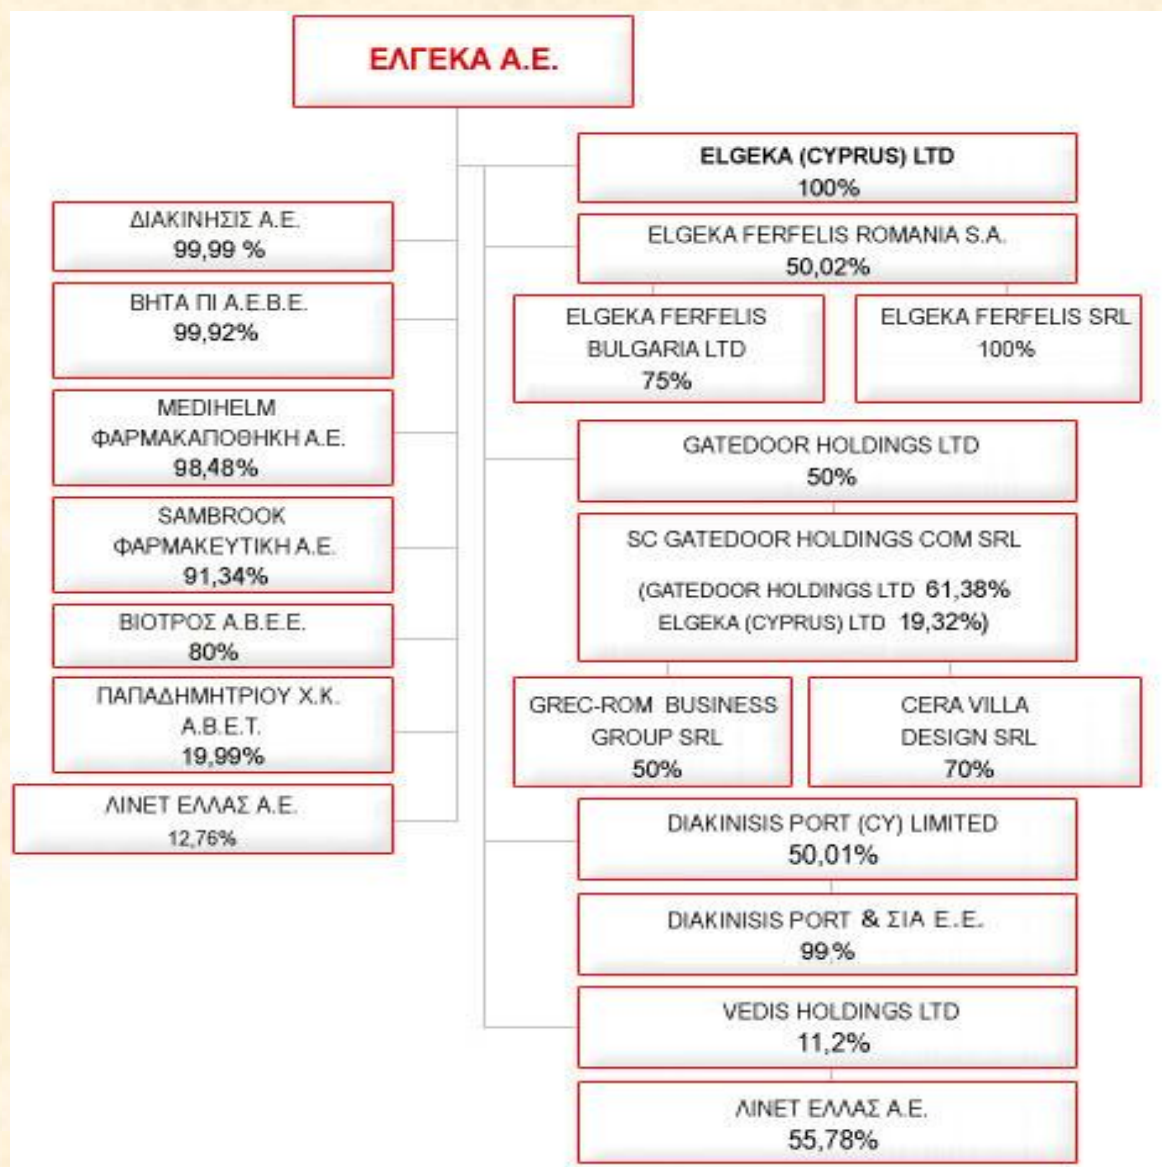 ΕΛΓΕΚΑ Α.Ε.
ΔΙΑΚΙΝΗΣΙΣ Α.Ε.
99,99 %
ΒΗΤΑ ΠΙ Α.Ε.Β.Ε.
99,92%
MEDIHELM
ΦΑΡΜΑΚΑΠΟΘΗΚΗ Α.Ε.
98,48%
SAMBROOK
ΦΑΡΜΑΚΕΥΤΙΚΗ Α.Ε.
91,34%
ΒΙΟΤΡΟΣ Α.Β.Ε.Ε.
80%
ΠΑΠΑΔΗΜΗΤΡΙΟΥ Χ.Κ.
Α.Β.Ε.Τ.
19,99%
ΛΙΝΕΤ ΕΛΛΑΣ Α.Ε.
12,76%
ELGEKA (CYPRUS) LTD
100%
ELGEKA FERFELIS ROMANIA S.A.
50,02%
ELGEKA FERFELIS
BULGARIA LTD
75%
ELGEKA FERFELIS SRL
100%
GATEDOOR HOLDINGS LTD
50%
SC GATEDOOR HOLDINGS COM SRL
(GATEDOOR HOLDINGS LTD 61,38%
ELGEKA (CYPRUS) LTD 19,32%)
GREC-ROM BUSINESS
GROUP SRL
50%
CERA VILLA
DESIGN SRL
70%
DIAKINISIS PORT (CY) LIMITED
50,01%
DIAKINISIS PORT & ΣΙΑ Ε.Ε.
99%
VEDIS HOLDINGS LTD
11,2%
ΛΙΝΕΤ ΕΛΛΑΣ Α.Ε.
55,78%